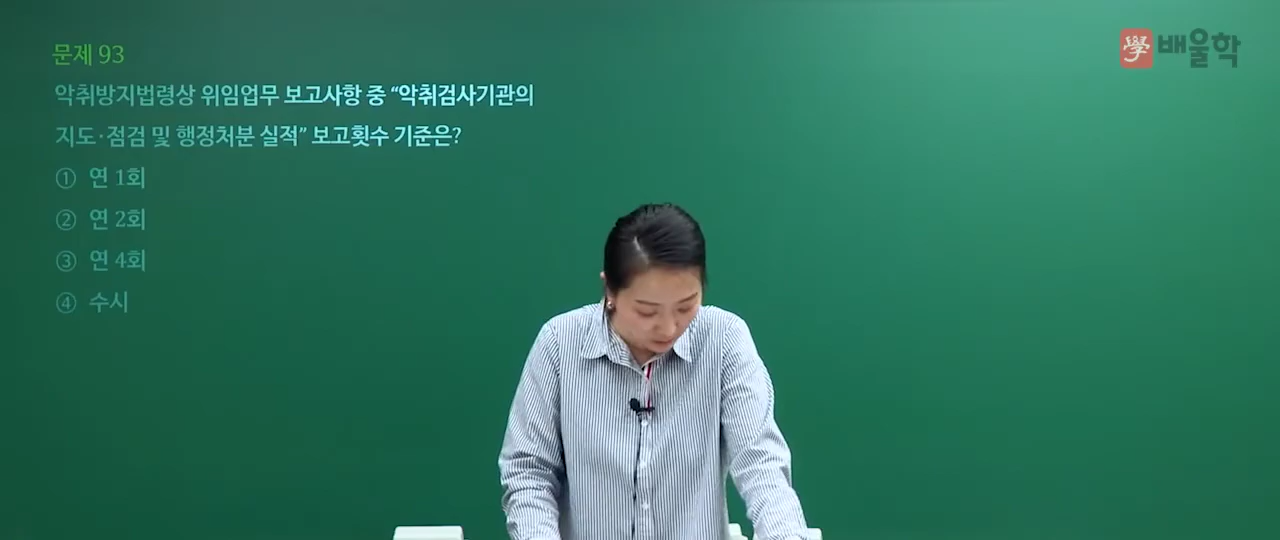 學 배울학
문제 93
악취방지법령상 위임업무 보고사항 중 “악취검사기관의
지도·점검 및 행정처분 실적” 보고횟수 기준은?
① 연 1회
② 연 2회
③ 연 4회
④ 수시